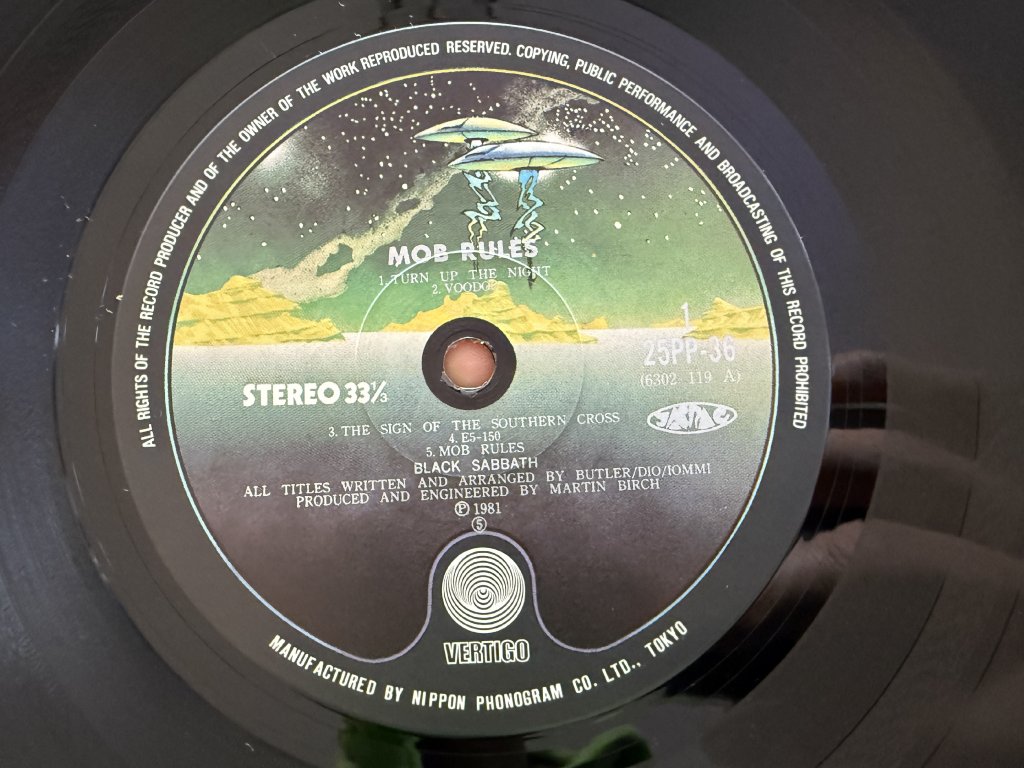 ALL RIGHTS OF THE RECORD PRODUCER AND OF THE OWNER OF THE WORK REPRODUCED RESERVED. COPYING, PUBLIC PERFORMANCE AND BROADCASTING OF THIS RECORD PROHIBITED
MOB RULES
1. TURN UP THE NIGHT
2. VOODOO
1
25PP-36
(6302 119 A)
STEREO 33⅓
JASRAC
3. THE SIGN OF THE SOUTHERN CROSS
4. E5-150
5. MOB RULES
BLACK SABBATH
ALL TITLES WRITTEN AND ARRANGED BY BUTLER/DIO/IOMMI
PRODUCED AND ENGINEERED BY MARTIN BIRCH
℗ 1981
⑤
VERTIGO
MANUFACTURED BY NIPPON PHONOGRAM CO. LTD., TOKYO